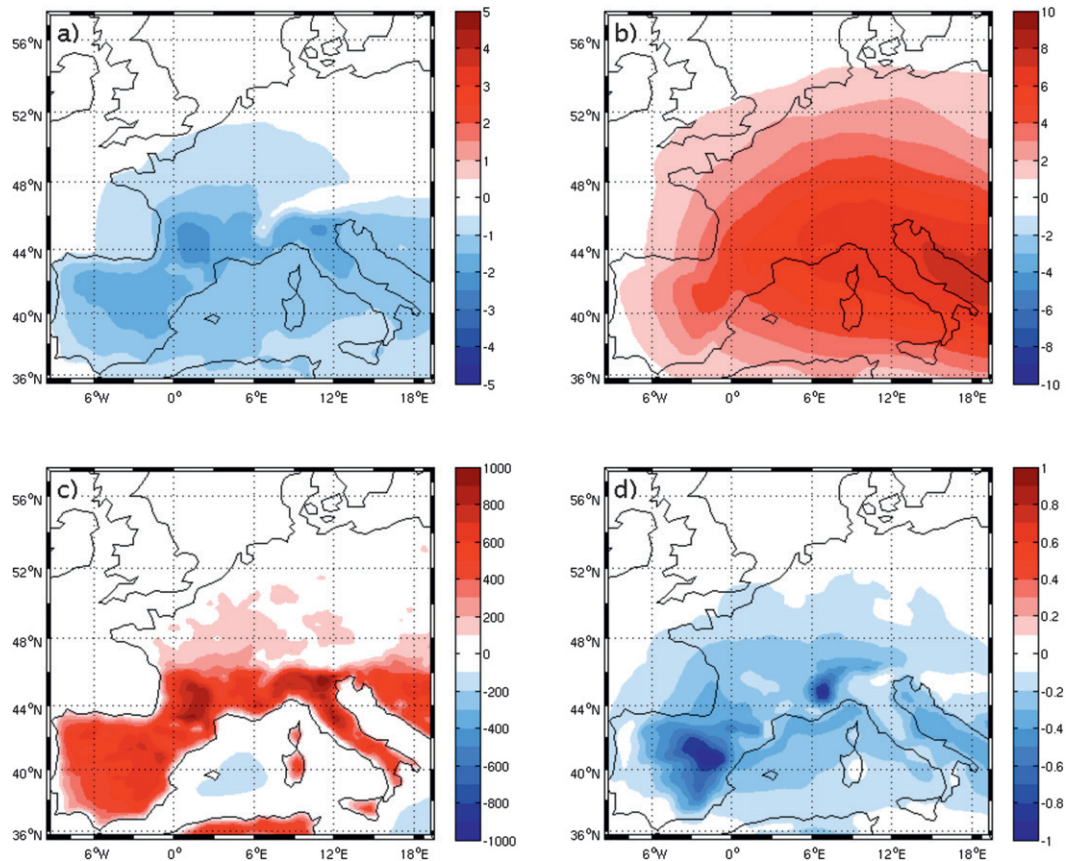 a)
56°N
52°N
48°N
44°N
40°N
36°N
6°W
0°
6°E
12°E
18°E
5
4
3
2
1
0
-1
-2
-3
-4
-5
b)
56°N
52°N
48°N
44°N
40°N
36°N
6°W
0°
6°E
12°E
18°E
10
8
6
4
2
0
-2
-4
-6
-8
-10
c)
56°N
52°N
48°N
44°N
40°N
36°N
6°W
0°
6°E
12°E
18°E
1000
800
600
400
200
0
-200
-400
-600
-800
-1000
d)
56°N
52°N
48°N
44°N
40°N
36°N
6°W
0°
6°E
12°E
18°E
1
0.8
0.6
0.4
0.2
0
-0.2
-0.4
-0.6
-0.8
-1